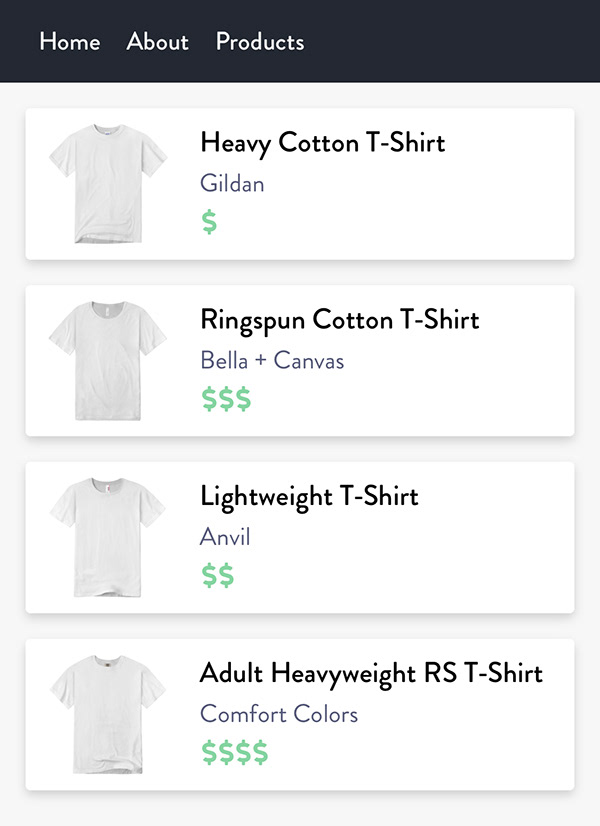 Home About Products
Heavy Cotton T-Shirt
Gildan
$
Ringspun Cotton T-Shirt
Bella + Canvas
$$$
Lightweight T-Shirt
Anvil
$$
Adult Heavyweight RS T-Shirt
Comfort Colors
$$$$